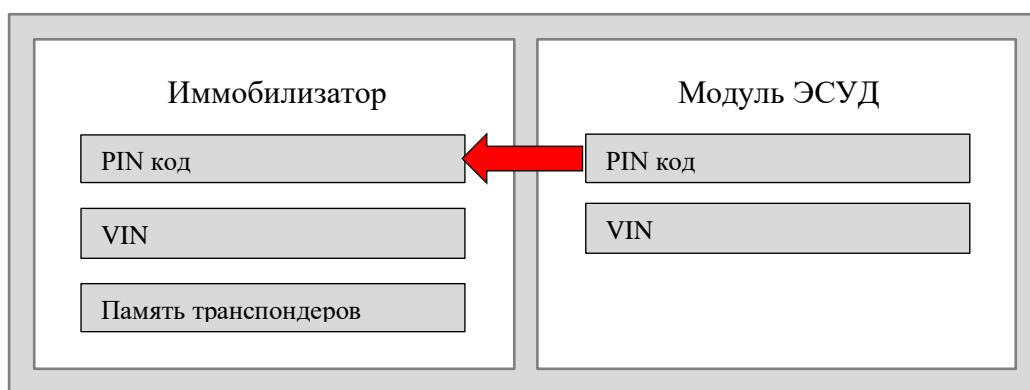 Иммобилизатор
PIN код
VIN
Память транспондеров
Модуль ЭСУД
PIN код
VIN